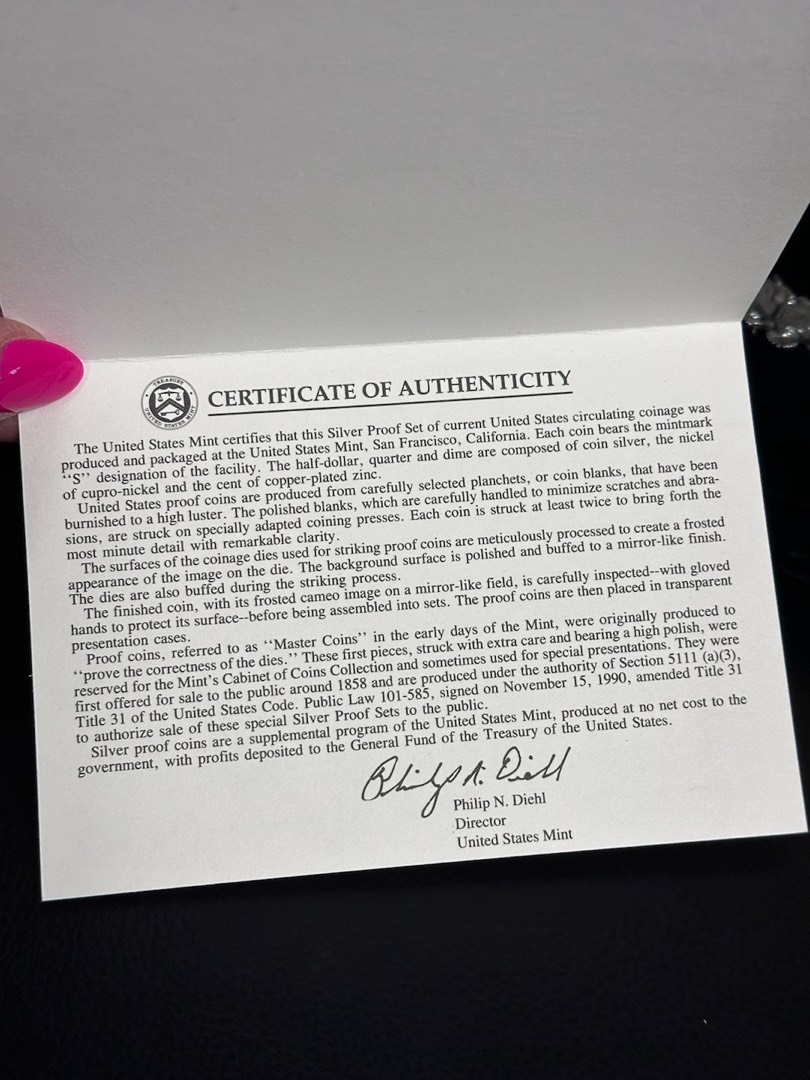 TREASURY
UNITED STATES MINT
CERTIFICATE OF AUTHENTICITY
The United States Mint certifies that this Silver Proof Set of current United States circulating coinage was
produced and packaged at the United States Mint, San Francisco, California. Each coin bears the mintmark
‘‘S’’ designation of the facility. The half-dollar, quarter and dime are composed of coin silver, the nickel
of cupro-nickel and the cent of copper-plated zinc.
United States proof coins are produced from carefully selected planchets, or coin blanks, that have been
burnished to a high luster. The polished blanks, which are carefully handled to minimize scratches and abra-
sions, are struck on specially adapted coining presses. Each coin is struck at least twice to bring forth the
most minute detail with remarkable clarity.
The surfaces of the coinage dies used for striking proof coins are meticulously processed to create a frosted
appearance of the image on the die. The background surface is polished and buffed to a mirror-like finish.
The dies are also buffed during the striking process.
The finished coin, with its frosted cameo image on a mirror-like field, is carefully inspected--with gloved
hands to protect its surface--before being assembled into sets. The proof coins are then placed in transparent
presentation cases.
Proof coins, referred to as ‘‘Master Coins’’ in the early days of the Mint, were originally produced to
‘‘prove the correctness of the dies.’’ These first pieces, struck with extra care and bearing a high polish, were
reserved for the Mint’s Cabinet of Coins Collection and sometimes used for special presentations. They were
first offered for sale to the public around 1858 and are produced under the authority of Section 5111 (a)(3),
Title 31 of the United States Code. Public Law 101-585, signed on November 15, 1990, amended Title 31
to authorize sale of these special Silver Proof Sets to the public.
Silver proof coins are a supplemental program of the United States Mint, produced at no net cost to the
government, with profits deposited to the General Fund of the Treasury of the United States.
Philip N. Diehl
Philip N. Diehl
Director
United States Mint